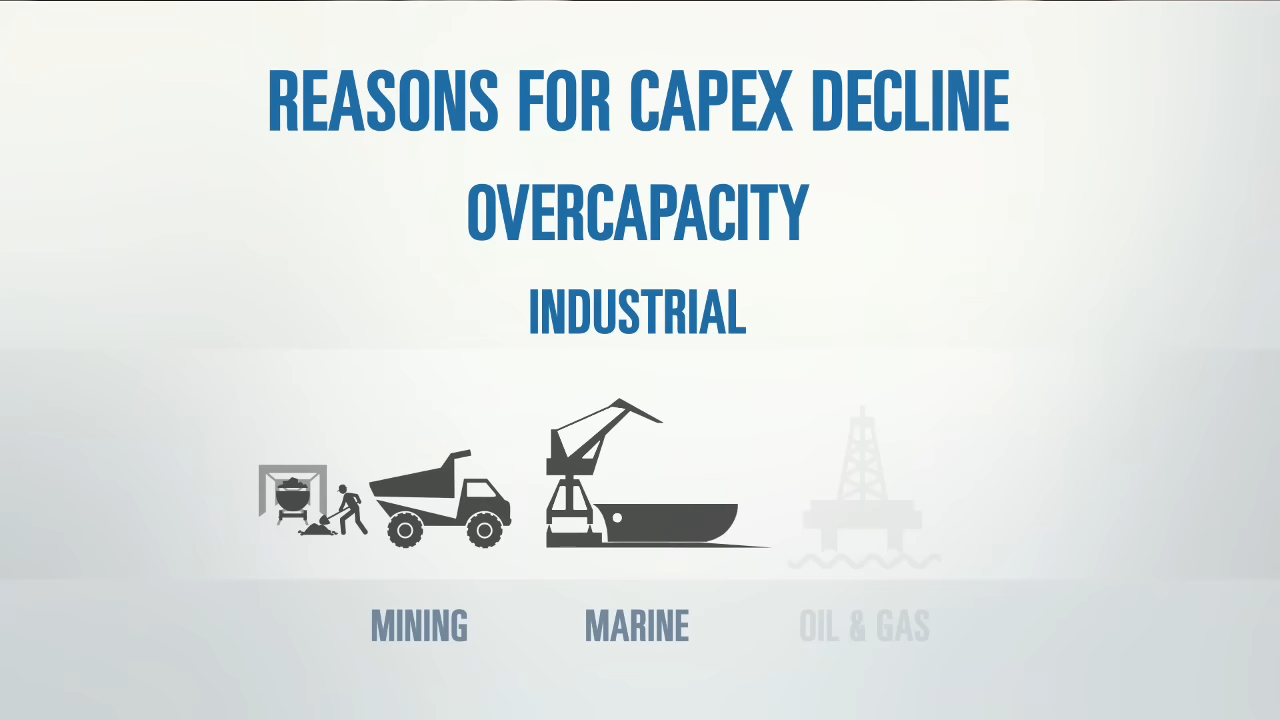 REASONS FOR CAPEX DECLINE
OVERCAPACITY
INDUSTRIAL
MINING MARINE OIL & GAS